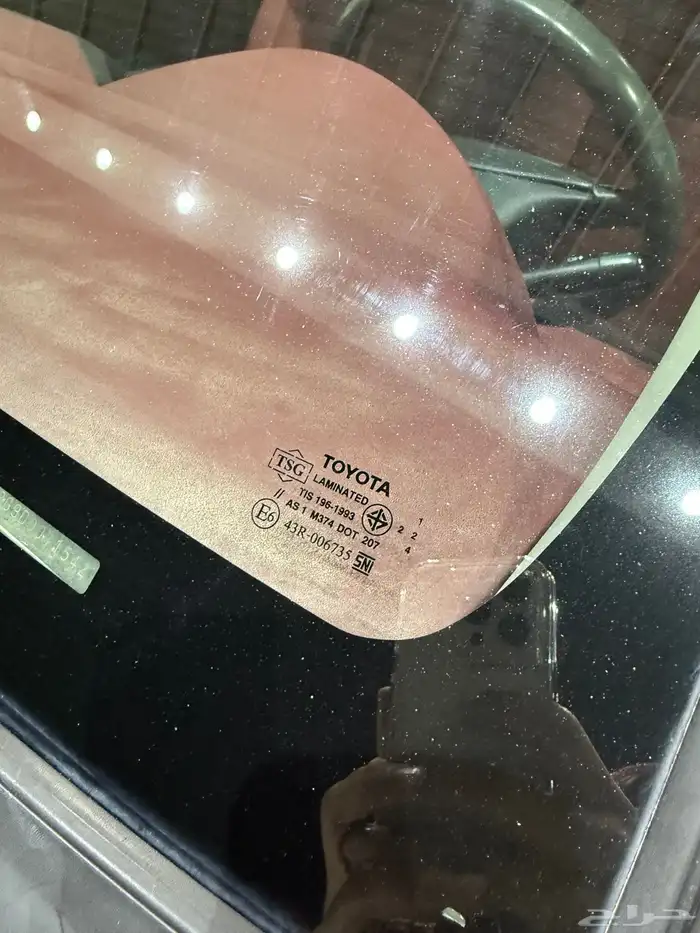 TSG
TOYOTA
LAMINATED
TIS 196-1993
// AS 1 M374 DOT 207
E6 43R-006735 SNI
1
2 2
4
حراج